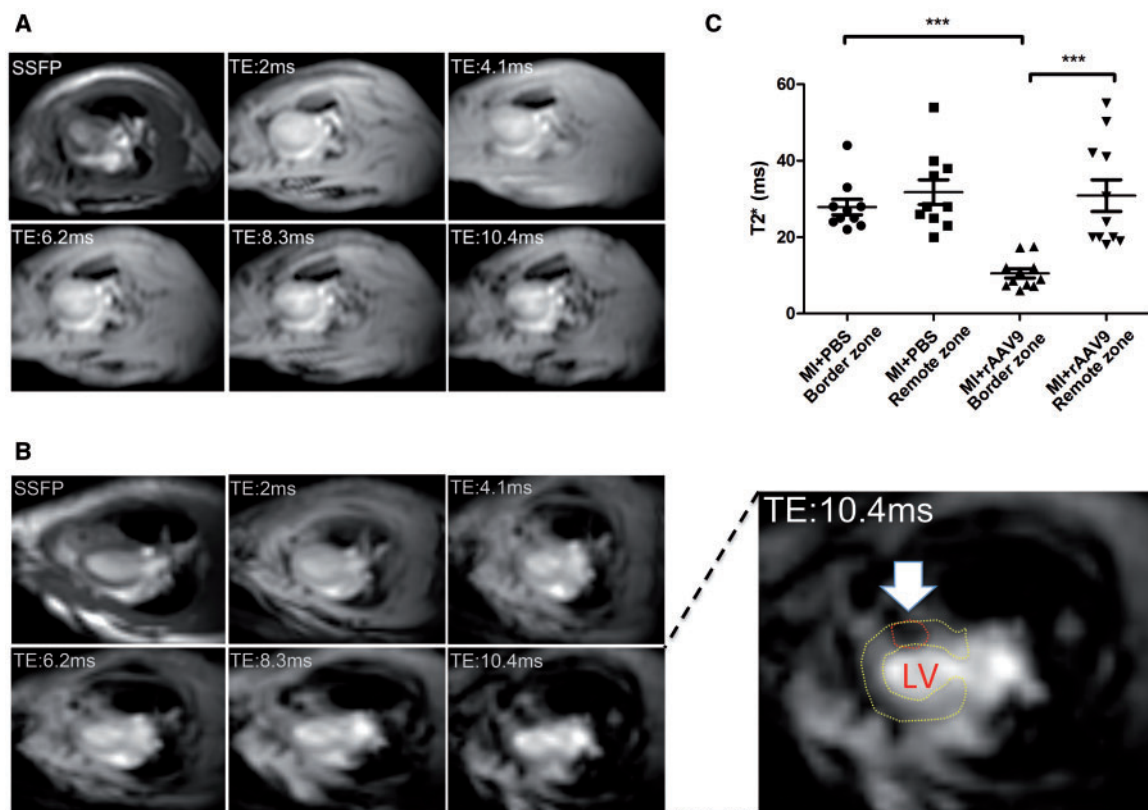 A
SSFP
TE:2ms
TE:4.1ms
TE:6.2ms
TE:8.3ms
TE:10.4ms
B
SSFP
TE:2ms
TE:4.1ms
TE:6.2ms
TE:8.3ms
TE:10.4ms
TE:10.4ms
LV
C
***
***
60
40
20
0
T2* (ms)
MI+PBS
Border zone
MI+PBS
Remote zone
MI+rAAV9
Border zone
MI+rAAV9
Remote zone